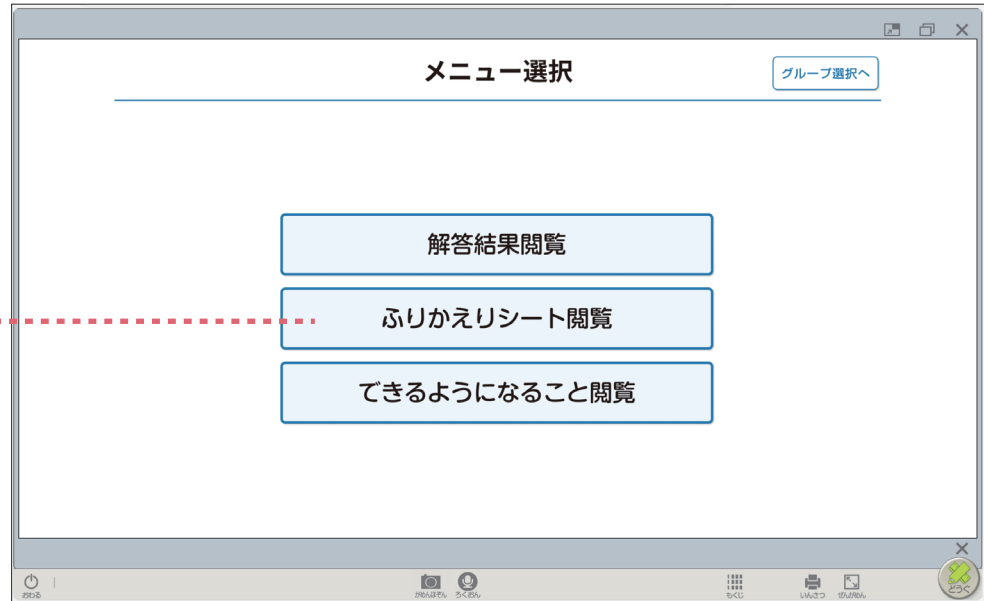 メニュー選択
グループ選択へ
解答結果閲覧
ふりかえりシート閲覧
できるようになること閲覧
おわる
がめんほぞん
ろくおん
もくじ
いんさつ
ぜんがめん
どうぐ